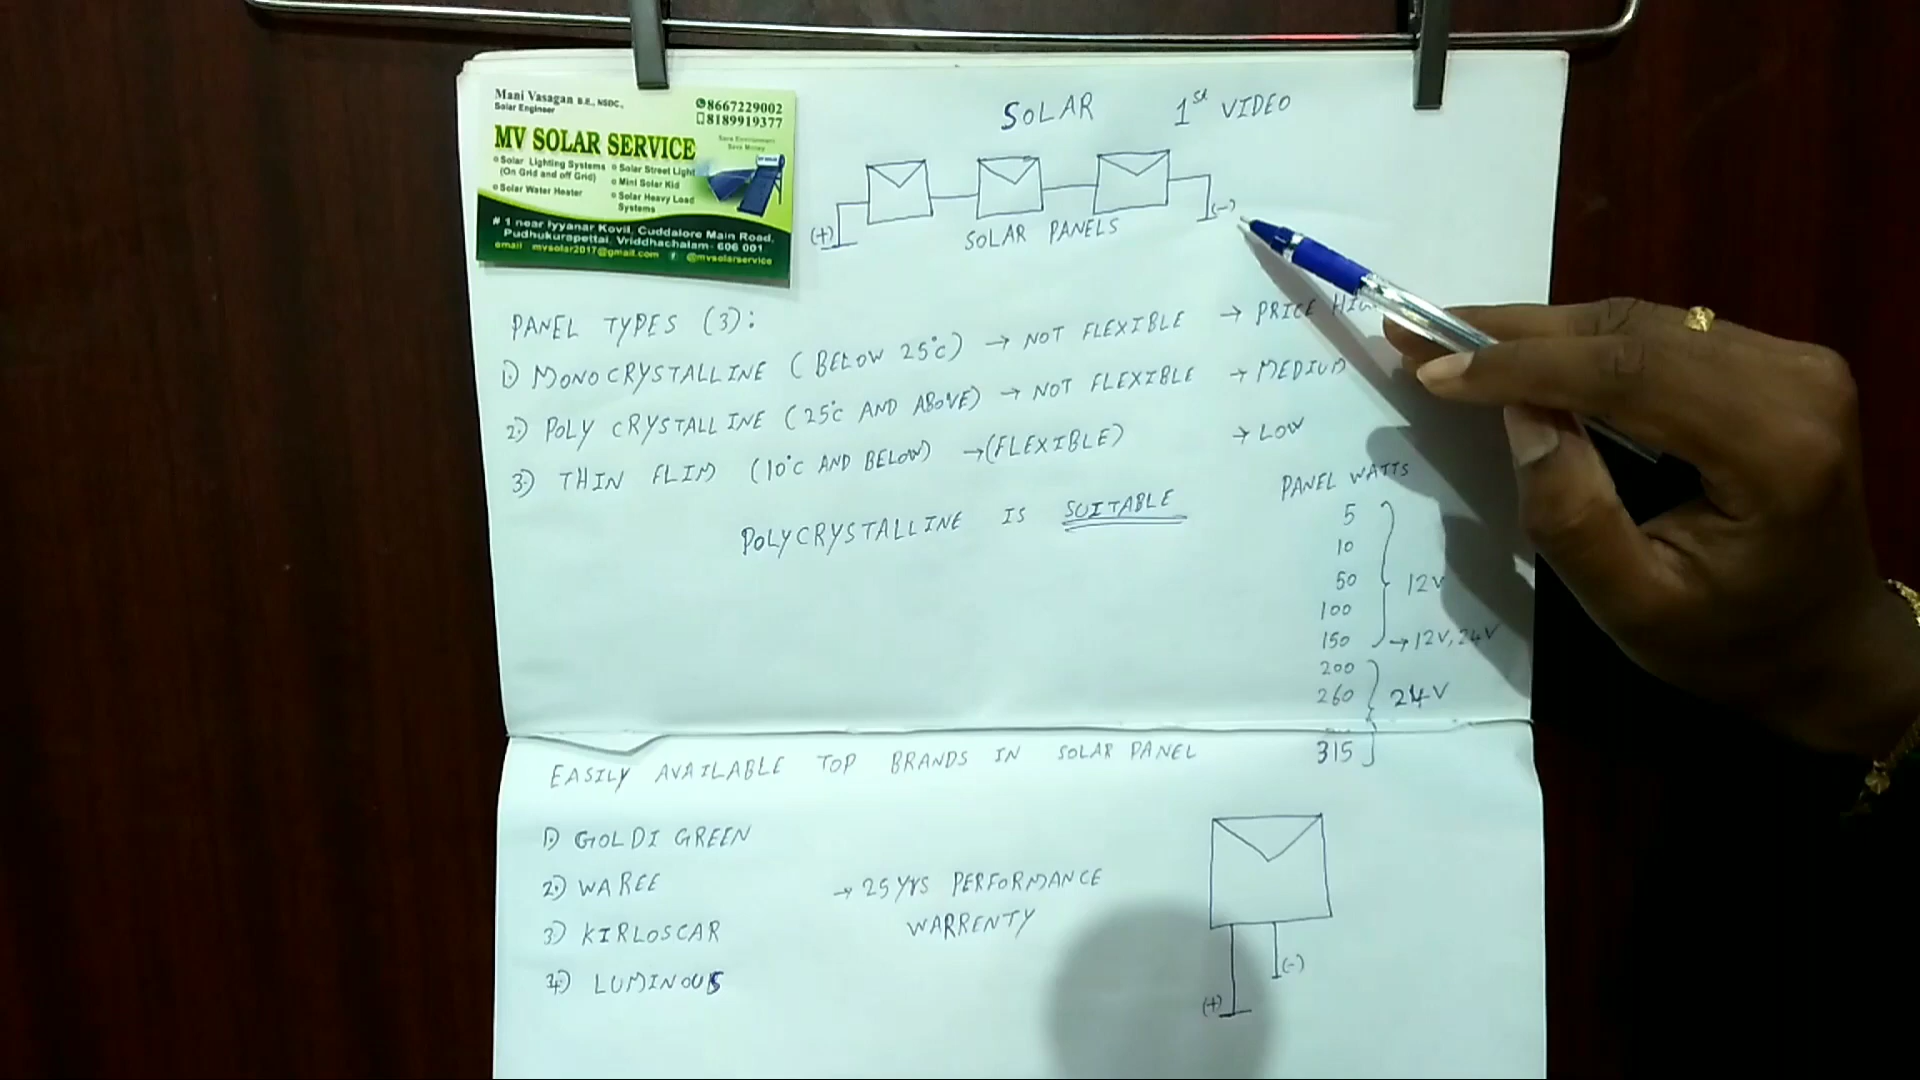 Mani Vasagan B.E., NSDC.,
Solar Engineer
8667229002
8189919377
MV SOLAR SERVICE
Save Environment
Save Money
Solar Lighting Systems
(On Grid and off Grid)
Solar Water Heater
Solar Street Light
Mini Solar Kid
Solar Heavy Load
Systems
# 1 near Iyyanar Kovil, Cuddalore Main Road,
Pudhukurapettai, Vriddhachalam- 606 001
email mvsolar2017@gmail.com f @mvsolarservice
SOLAR 1st VIDEO
(+) (-)
SOLAR PANELS
PANEL TYPES (3):
1) MONOCRYSTALLINE (BELOW 25°C) → NOT FLEXIBLE → PRICE
2) POLY CRYSTALLINE (25°C AND ABOVE) → NOT FLEXIBLE → MEDIUM
3) THIN FLIM (10°C AND BELOW) →(FLEXIBLE) → LOW
POLYCRYSTALLINE IS SUITABLE
PANEL WATTS
5
10
50 12V
100
150 → 12V, 24V
200
260 24V
315
EASILY AVAILABLE TOP BRANDS IN SOLAR PANEL
1) GOLDI GREEN
2) WAREE
3) KIRLOSCAR
4) LUMINOUS
→ 25 YRS PERFORMANCE
WARRENTY
(-)
(+)